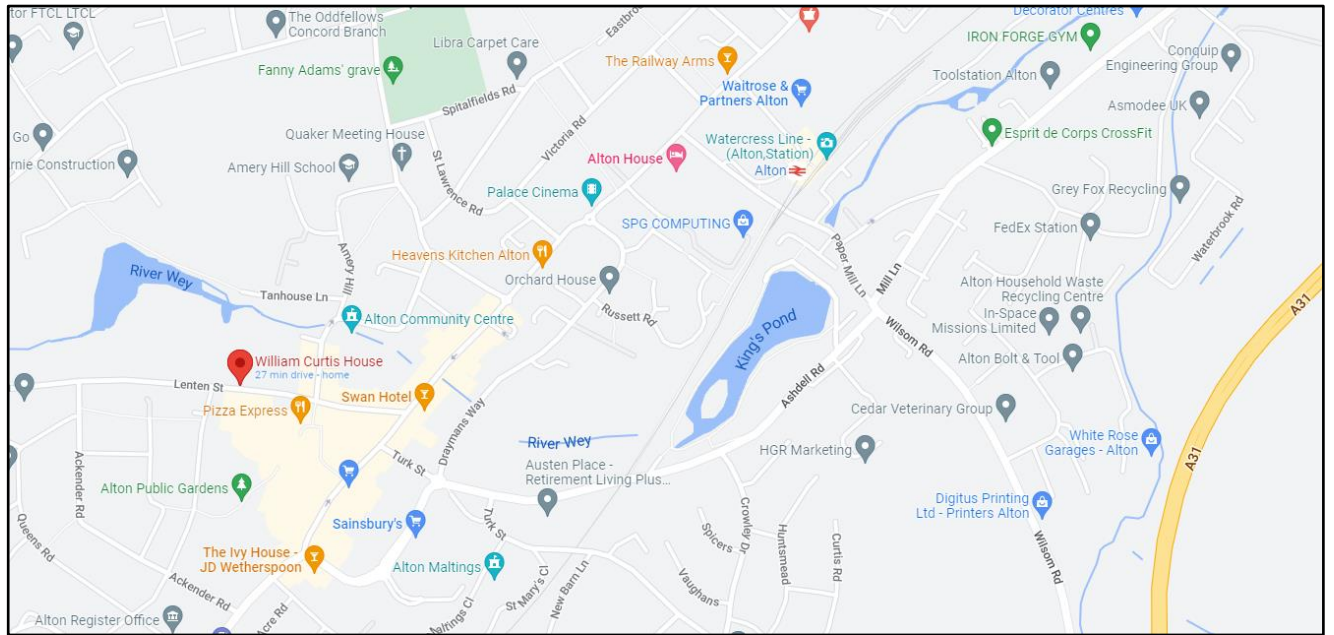 tor FTCL LTCL
The Oddfellows
Concord Branch
Libra Carpet Care
Decorator Centres
IRON FORGE GYM
Conquip
Engineering Group
Fanny Adams' grave
Spitalfields Rd
The Railway Arms
Toolstation Alton
Waitrose &
Partners Alton
Asmodee UK
Go
Quaker Meeting House
Victoria Rd
Watercress Line -
(Alton,Station)
Esprit de Corps CrossFit
rnie Construction
Amery Hill School
St Lawrence Rd
Alton House
Alton
Palace Cinema
Grey Fox Recycling
SPG COMPUTING
FedEx Station
Waterbrook Rd
Amery Hill
Heavens Kitchen Alton
Paper Mill Ln
Mill Ln
River Wey
Tanhouse Ln
Orchard House
Alton Household Waste
Recycling Centre
A31
Alton Community Centre
Russett Rd
King's Pond
In-Space
Missions Limited
Wilsom Rd
William Curtis House
27 min drive - home
Alton Bolt & Tool
Lenten St
Ashdell Rd
Swan Hotel
Pizza Express
Draymans Way
Cedar Veterinary Group
River Wey
HGR Marketing
White Rose
Garages - Alton
A31
Turk St
Austen Place -
Retirement Living Plus...
Ackender Rd
Alton Public Gardens
Digitus Printing
Ltd - Printers Alton
Sainsbury's
Turk St
Spicers
Crowley Dr
Huntsmead
Curtis Rd
Wilsom Rd
Queens Rd
The Ivy House -
JD Wetherspoon
Alton Maltings
Ackender Rd
St Mary's Cl
New Barn Ln
Vaughans
Acre Rd
Alton Register Office